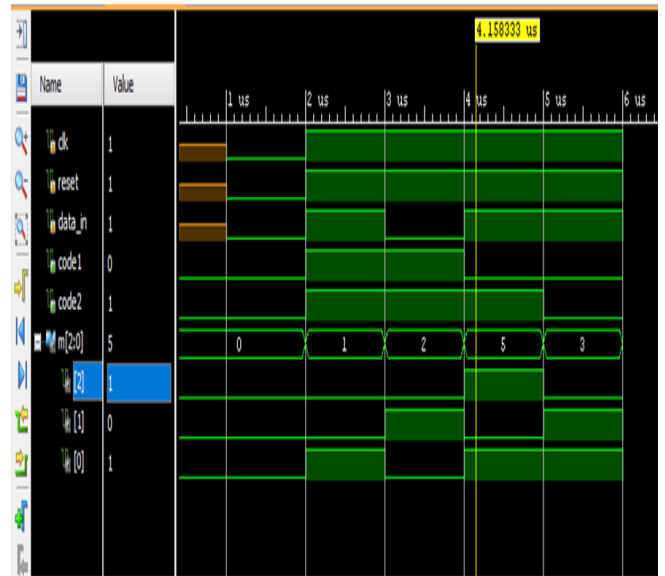 4.158333 us
Name Value
1 us 2 us 3 us 4 us 5 us 6 us
clk 1
reset 1
data_in 1
code1 0
code2 1
m[2:0] 5 0 1 2 5 3
[2] 1
[1] 0
[0] 1